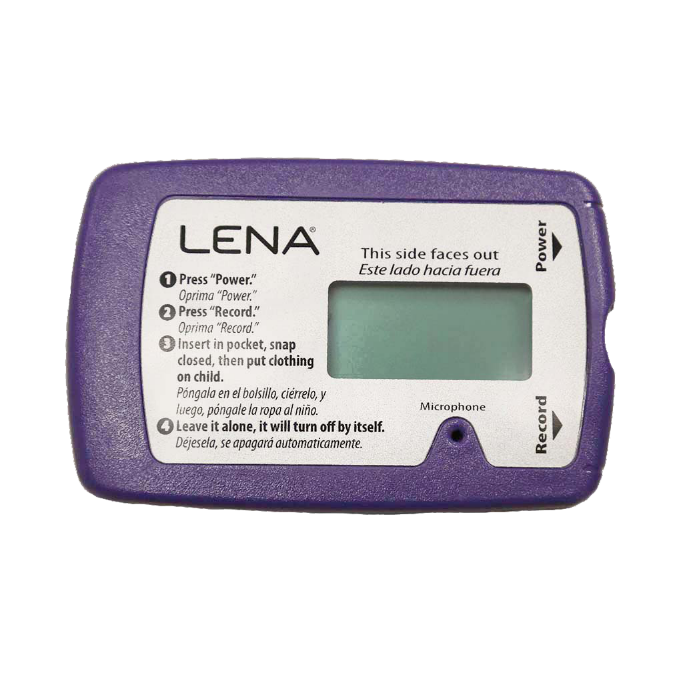 LENA®
1 Press “Power.”
Oprima “Power.”
2 Press “Record.”
Oprima “Record.”
3 Insert in pocket, snap
closed, then put clothing
on child.
Póngala en el bolsillo, ciérrelo, y
luego, póngale la ropa al niño.
4 Leave it alone, it will turn off by itself.
Déjesela, se apagará automaticamente.
This side faces out
Este lado hacia fuera
Microphone
Power
Record